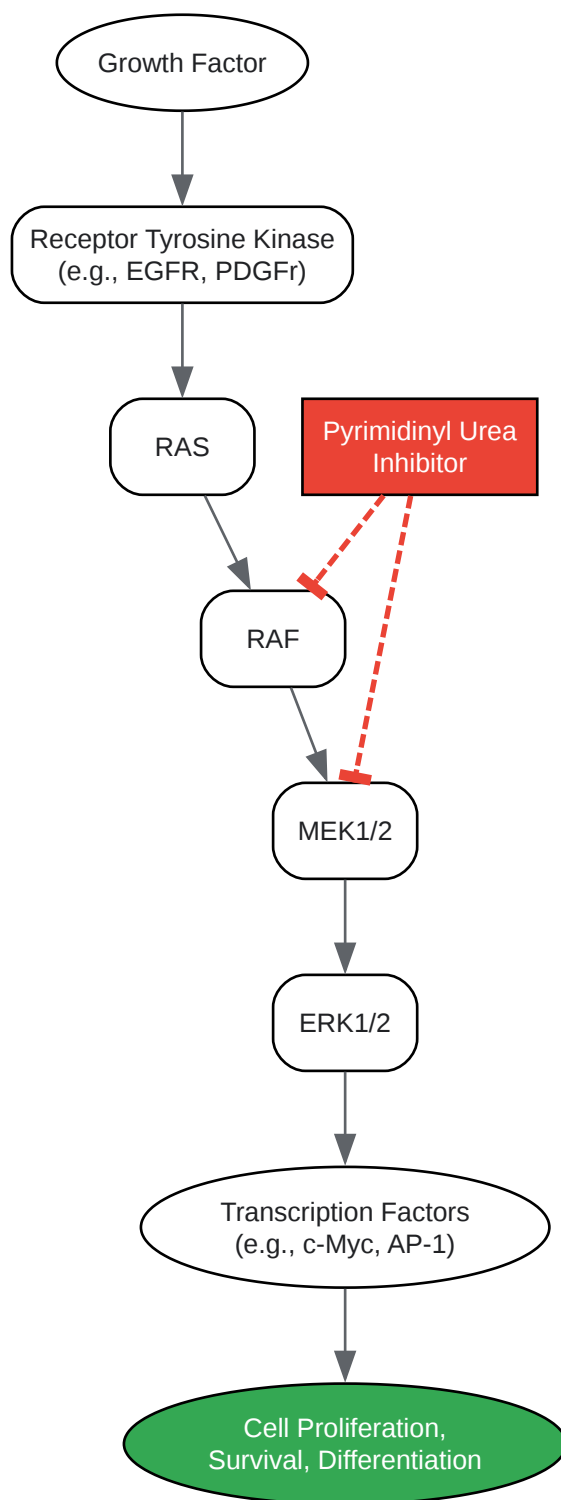 Growth Factor
Receptor Tyrosine Kinase
(e.g., EGFR, PDGFr)
RAS
Pyrimidinyl Urea
Inhibitor
RAF
MEK1/2
ERK1/2
Transcription Factors
(e.g., c-Myc, AP-1)
Cell Proliferation,
Survival, Differentiation